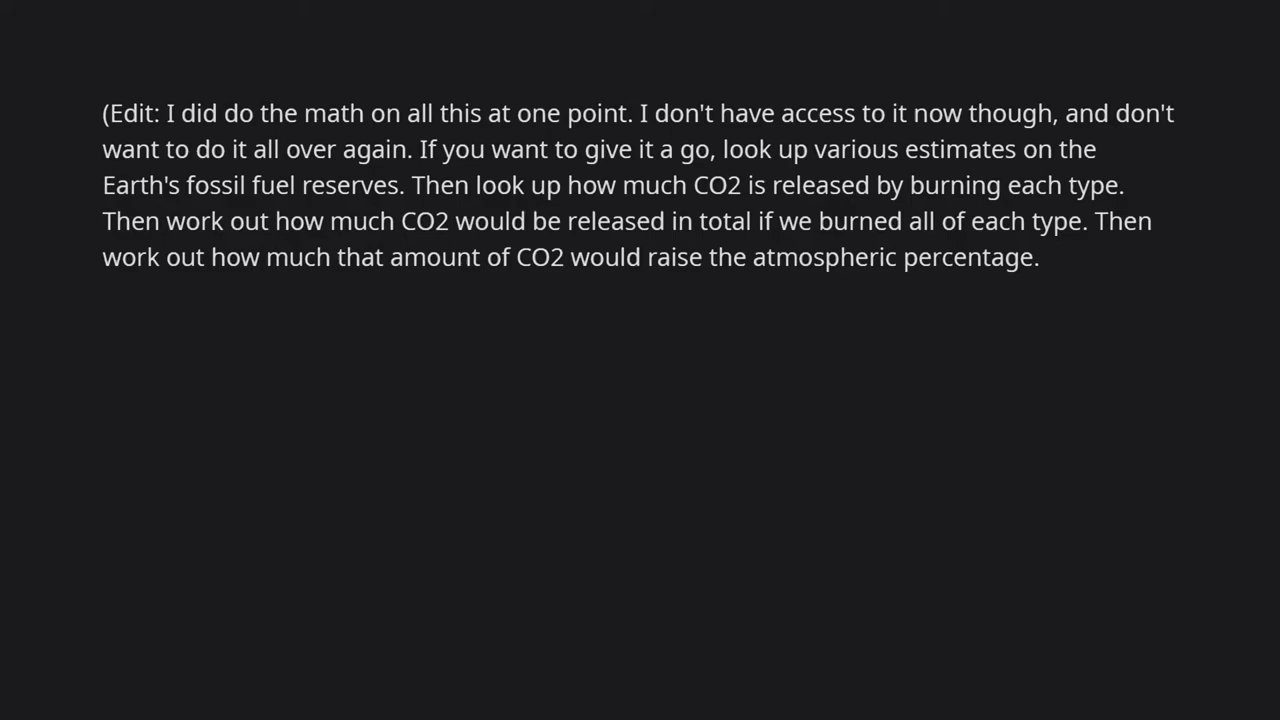 (Edit: I did do the math on all this at one point. I don't have access to it now though, and don't
want to do it all over again. If you want to give it a go, look up various estimates on the
Earth's fossil fuel reserves. Then look up how much CO2 is released by burning each type.
Then work out how much CO2 would be released in total if we burned all of each type. Then
work out how much that amount of CO2 would raise the atmospheric percentage.